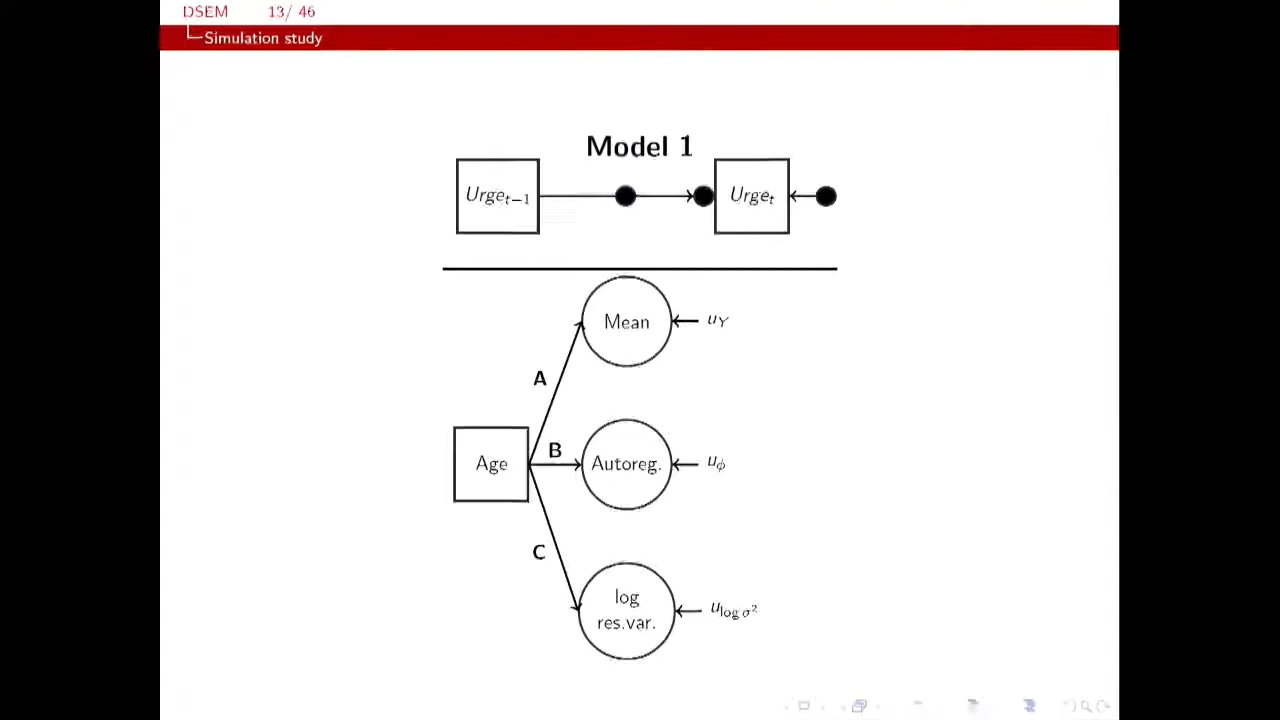 DSEM 13/ 46
Simulation study
Model 1
Urge_{t−1}
Urge_t
Mean
u_Y
A
Age
B
Autoreg.
u_ϕ
C
log
res.var.
u_{log σ²}